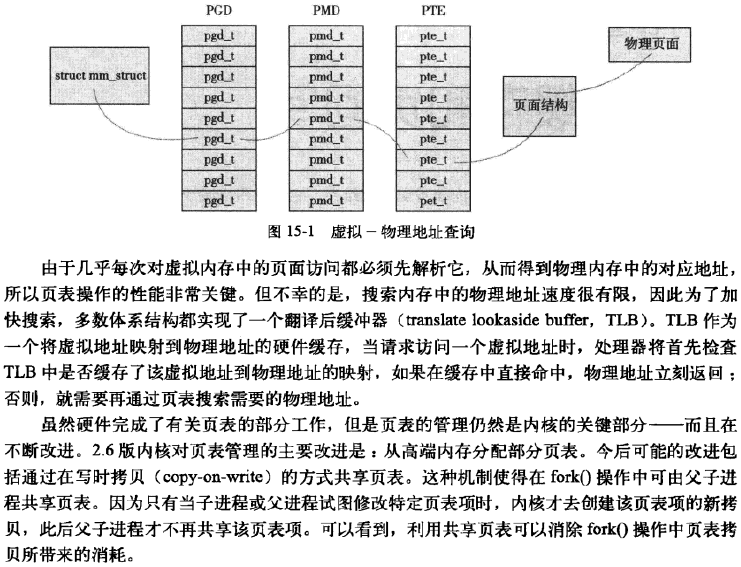 PGD PMD PTE
pgd_t pmd_t pte_t
pgd_t pmd_t pte_t
struct mm_struct pgd_t pmd_t pte_t 物理页面
pgd_t pmd_t pte_t
pgd_t pmd_t pte_t 页面结构
pgd_t pmd_t pte_t
pgd_t pmd_t pte_t
pgd_t pmd_t pte_t
pgd_t pmd_t pet_t
图 15-1 虚拟－物理地址查询
由于几乎每次对虚拟内存中的页面访问都必须先解析它，从而得到物理内存中的对应地址，
所以页表操作的性能非常关键。但不幸的是，搜索内存中的物理地址速度很有限，因此为了加
快搜索，多数体系结构都实现了一个翻译后缓冲器（translate lookaside buffer，TLB）。TLB 作为
一个将虚拟地址映射到物理地址的硬件缓存，当请求访问一个虚拟地址时，处理器将首先检查
TLB 中是否缓存了该虚拟地址到物理地址的映射，如果在缓存中直接命中，物理地址立刻返回；
否则，就需要再通过页表搜索需要的物理地址。
虽然硬件完成了有关页表的部分工作，但是页表的管理仍然是内核的关键部分——而且在
不断改进。2.6 版内核对页表管理的主要改进是：从高端内存分配部分页表。今后可能的改进包
括通过在写时拷贝（copy-on-write）的方式共享页表。这种机制使得在 fork() 操作中可由父子进
程共享页表。因为只有当子进程或父进程试图修改特定页表项时，内核才去创建该页表项的新拷
贝，此后父子进程才不再共享该页表项。可以看到，利用共享页表可以消除 fork() 操作中页表拷
贝所带来的消耗。